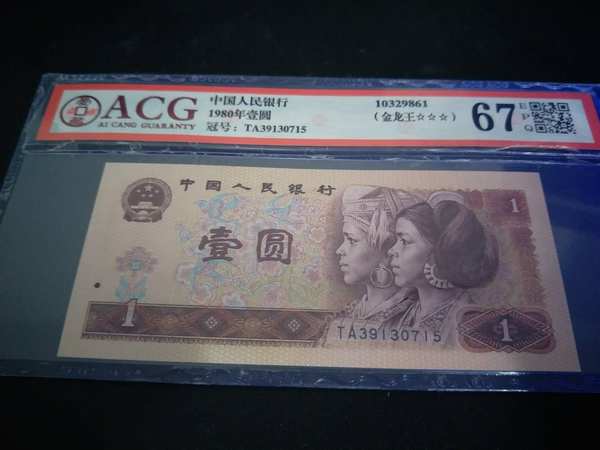 ACG
AI CANG GUARANTY
中国人民银行
1980年壹圆
冠号：TA39130715
10329861
(金龙王☆☆☆)
67
E
P
Q
中国人民银行
壹圆
1
1
TA39130715
1